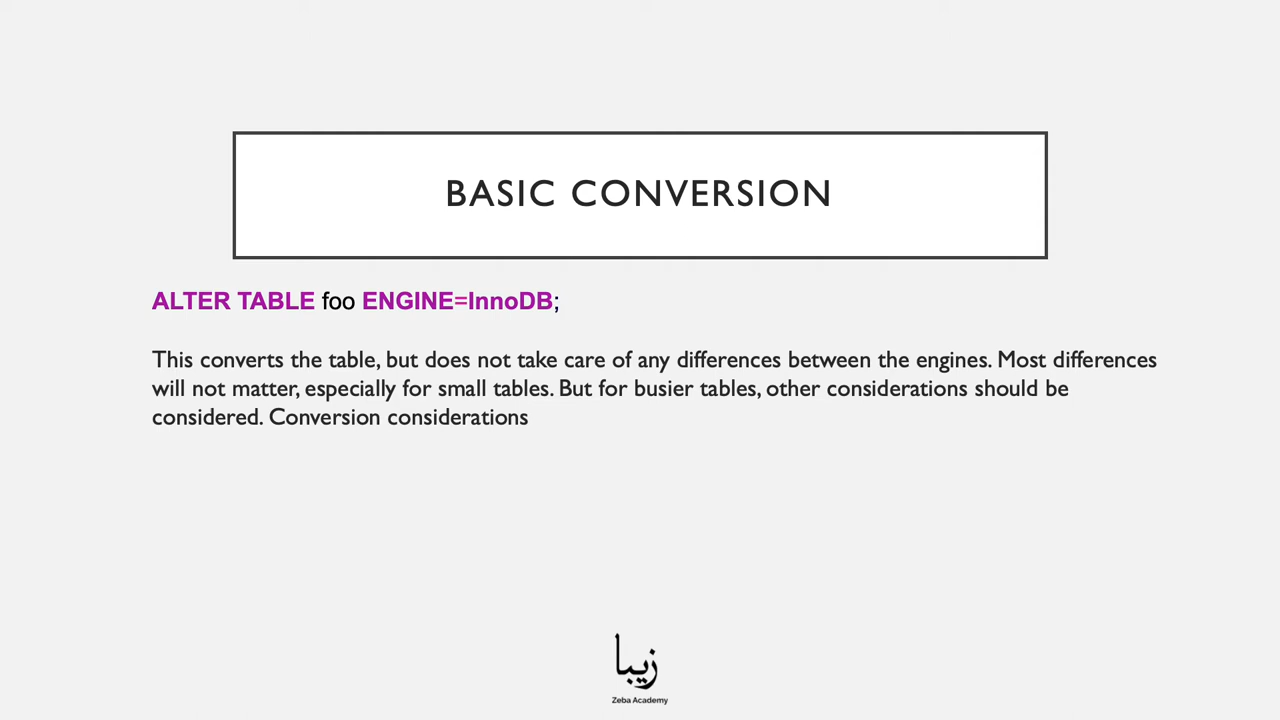 BASIC CONVERSION
ALTER TABLE foo ENGINE=InnoDB;
This converts the table, but does not take care of any differences between the engines. Most differences
will not matter, especially for small tables. But for busier tables, other considerations should be
considered. Conversion considerations
زيبا
Zeba Academy